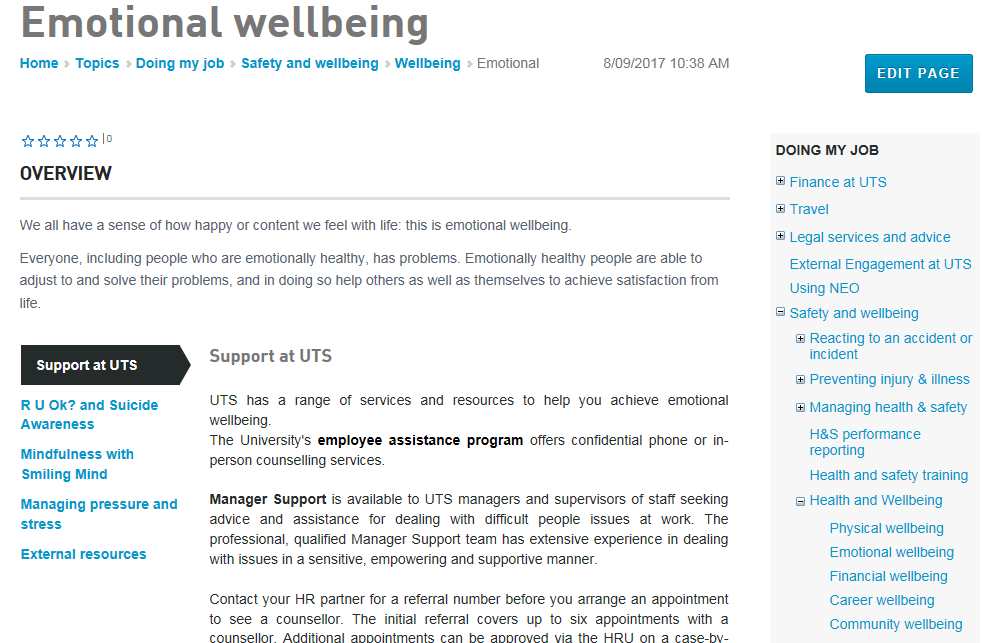 Emotional wellbeing
Home > Topics > Doing my job > Safety and wellbeing > Wellbeing > Emotional
8/09/2017 10:38 AM
EDIT PAGE
0
OVERVIEW
We all have a sense of how happy or content we feel with life: this is emotional wellbeing.
Everyone, including people who are emotionally healthy, has problems. Emotionally healthy people are able to
adjust to and solve their problems, and in doing so help others as well as themselves to achieve satisfaction from
life.
Support at UTS
R U Ok? and Suicide
Awareness
Mindfulness with
Smiling Mind
Managing pressure and
stress
External resources
Support at UTS
UTS has a range of services and resources to help you achieve emotional
wellbeing.
The University's employee assistance program offers confidential phone or in-
person counselling services.
Manager Support is available to UTS managers and supervisors of staff seeking
advice and assistance for dealing with difficult people issues at work. The
professional, qualified Manager Support team has extensive experience in dealing
with issues in a sensitive, empowering and supportive manner.
Contact your HR partner for a referral number before you arrange an appointment
to see a counsellor. The initial referral covers up to six appointments with a
counsellor. Additional appointments can be approved via the HRU on a case-by-
DOING MY JOB
Finance at UTS
Travel
Legal services and advice
External Engagement at UTS
Using NEO
Safety and wellbeing
Reacting to an accident or
incident
Preventing injury & illness
Managing health & safety
H&S performance
reporting
Health and safety training
Health and Wellbeing
Physical wellbeing
Emotional wellbeing
Financial wellbeing
Career wellbeing
Community wellbeing